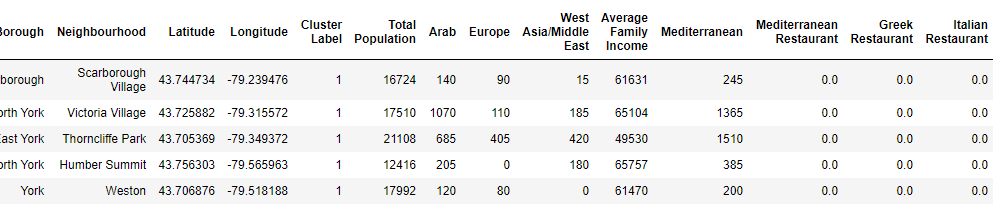 Borough Neighbourhood Latitude Longitude Cluster Label Total Population Arab Europe West Asia/Middle East Average Family Income Mediterranean Mediterranean Restaurant Greek Restaurant Italian Restaurant
borough Scarborough Village 43.744734 -79.239476 1 16724 140 90 15 61631 245 0.0 0.0 0.0
orth York Victoria Village 43.725882 -79.315572 1 17510 1070 110 185 65104 1365 0.0 0.0 0.0
East York Thorncliffe Park 43.705369 -79.349372 1 21108 685 405 420 49530 1510 0.0 0.0 0.0
orth York Humber Summit 43.756303 -79.565963 1 12416 205 0 180 65757 385 0.0 0.0 0.0
York Weston 43.706876 -79.518188 1 17992 120 80 0 61470 200 0.0 0.0 0.0